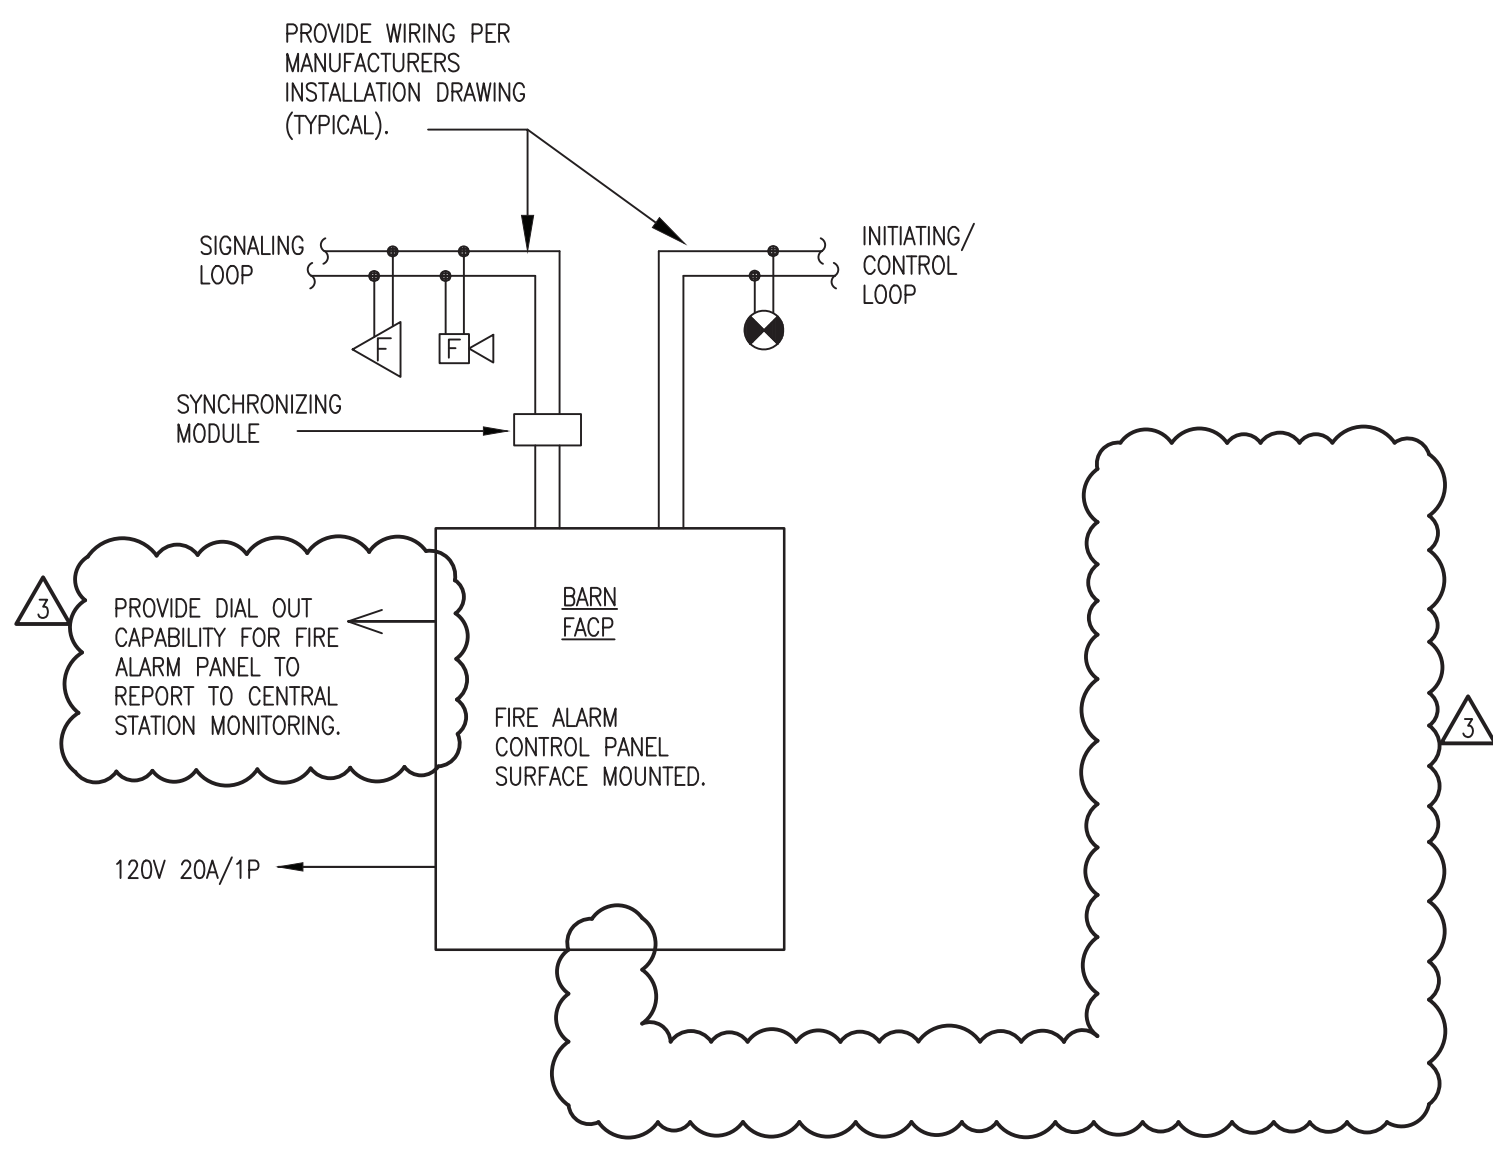 PROVIDE WIRING PER
MANUFACTURERS
INSTALLATION DRAWING
(TYPICAL).
SIGNALING
LOOP
INITIATING/
CONTROL
LOOP
F
F
SYNCHRONIZING
MODULE
3
PROVIDE DIAL OUT
CAPABILITY FOR FIRE
ALARM PANEL TO
REPORT TO CENTRAL
STATION MONITORING.
BARN
FACP
FIRE ALARM
CONTROL PANEL
SURFACE MOUNTED.
3
120V 20A/1P